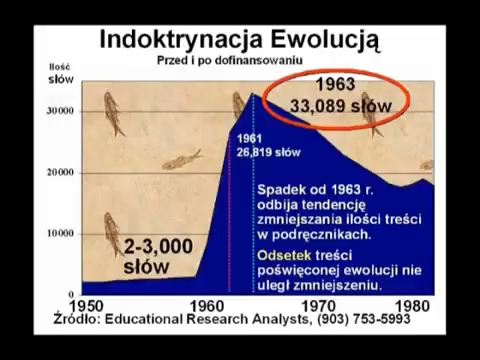 Indoktrynacja Ewolucją
Przed i po dofinansowaniu
Ilość
słów
30000
20000
10000
0
1963
33,089 słów
1961
26,819 słów
2-3,000
słów
Spadek od 1963 r.
odbija tendencję
zmniejszania ilości treści
w podręcznikach.
Odsetek treści
poświęconej ewolucji nie
uległ zmniejszeniu.
1950 1960 1970 1980
Źródło: Educational Research Analysts, (903) 753-5993